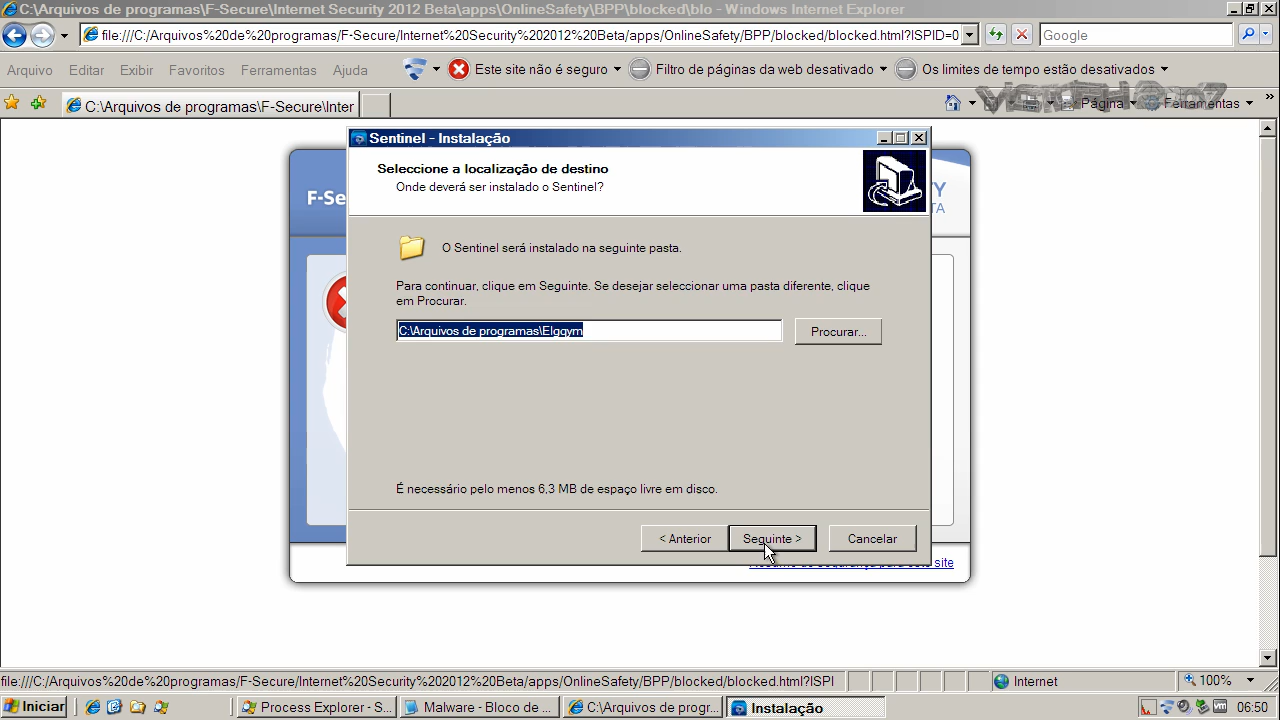 C:\Arquivos de programas\F-Secure\Internet Security 2012 Beta\apps\OnlineSafety\BPP\blocked\blo - Windows Internet Explorer
file:///C:/Arquivos%20de%20programas/F-Secure/Internet%20Security%202012%20Beta/apps/OnlineSafety/BPP/blocked/blocked.html?ISPID=0
Google
Arquivo Editar Exibir Favoritos Ferramentas Ajuda
Este site não é seguro
Filtro de páginas da web desativado
Os limites de tempo estão desativados
C:\Arquivos de programas\F-Secure\Inter
Página
Ferramentas
F-Se
Sentinel - Instalação
Seleccione a localização de destino
Onde deverá ser instalado o Sentinel?
O Sentinel será instalado na seguinte pasta.
Para continuar, clique em Seguinte. Se desejar seleccionar uma pasta diferente, clique
em Procurar.
C:\Arquivos de programas\Elggym
Procurar...
É necessário pelo menos 6,3 MB de espaço livre em disco.
< Anterior
Seguinte >
Cancelar
file:///C:/Arquivos%20de%20programas/F-Secure/Internet%20Security%202012%20Beta/apps/OnlineSafety/BPP/blocked/blocked.html?ISPI
Internet
100%
Iniciar
Process Explorer - S...
Malware - Bloco de ...
C:\Arquivos de progr...
Instalação
06:50